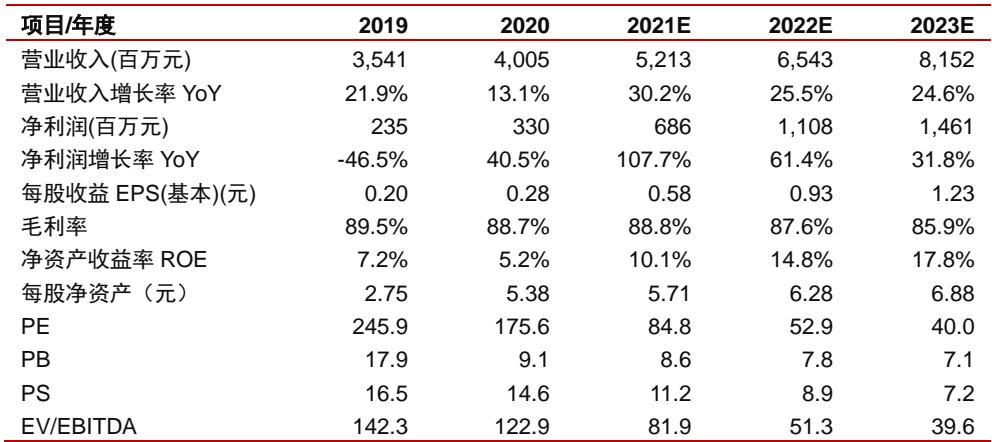 项目/年度 2019 2020 2021E 2022E 2023E
营业收入(百万元) 3,541 4,005 5,213 6,543 8,152
营业收入增长率 YoY 21.9% 13.1% 30.2% 25.5% 24.6%
净利润(百万元) 235 330 686 1,108 1,461
净利润增长率 YoY -46.5% 40.5% 107.7% 61.4% 31.8%
每股收益 EPS(基本)(元) 0.20 0.28 0.58 0.93 1.23
毛利率 89.5% 88.7% 88.8% 87.6% 85.9%
净资产收益率 ROE 7.2% 5.2% 10.1% 14.8% 17.8%
每股净资产（元） 2.75 5.38 5.71 6.28 6.88
PE 245.9 175.6 84.8 52.9 40.0
PB 17.9 9.1 8.6 7.8 7.1
PS 16.5 14.6 11.2 8.9 7.2
EV/EBITDA 142.3 122.9 81.9 51.3 39.6